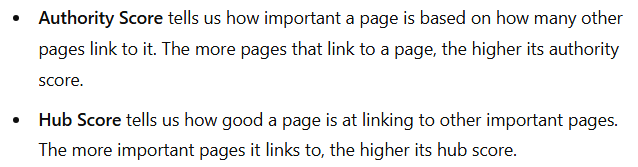 • Authority Score tells us how important a page is based on how many other
pages link to it. The more pages that link to a page, the higher its authority
score.
• Hub Score tells us how good a page is at linking to other important pages.
The more important pages it links to, the higher its hub score.